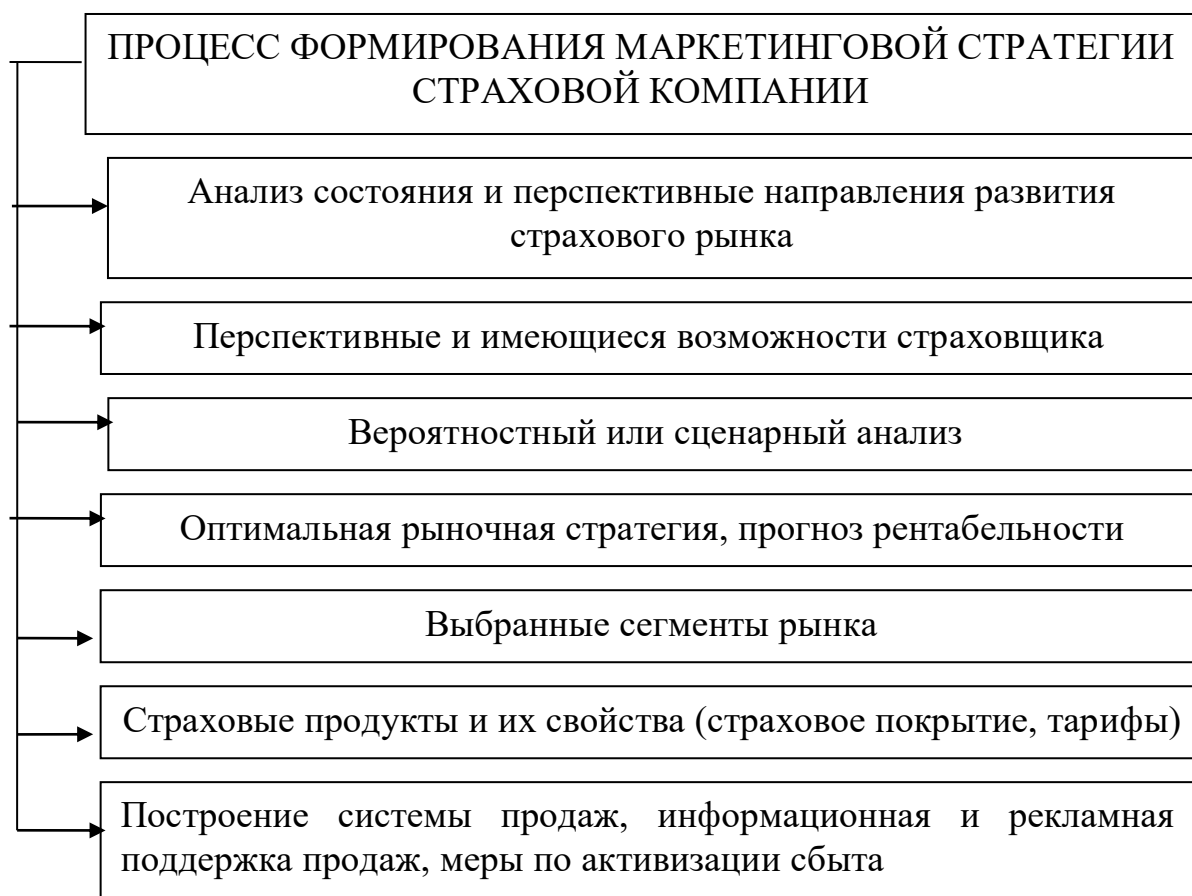 ПРОЦЕСС ФОРМИРОВАНИЯ МАРКЕТИНГОВОЙ СТРАТЕГИИ
СТРАХОВОЙ КОМПАНИИ
Анализ состояния и перспективные направления развития
страхового рынка
Перспективные и имеющиеся возможности страховщика
Вероятностный или сценарный анализ
Оптимальная рыночная стратегия, прогноз рентабельности
Выбранные сегменты рынка
Страховые продукты и их свойства (страховое покрытие, тарифы)
Построение системы продаж, информационная и рекламная
поддержка продаж, меры по активизации сбыта